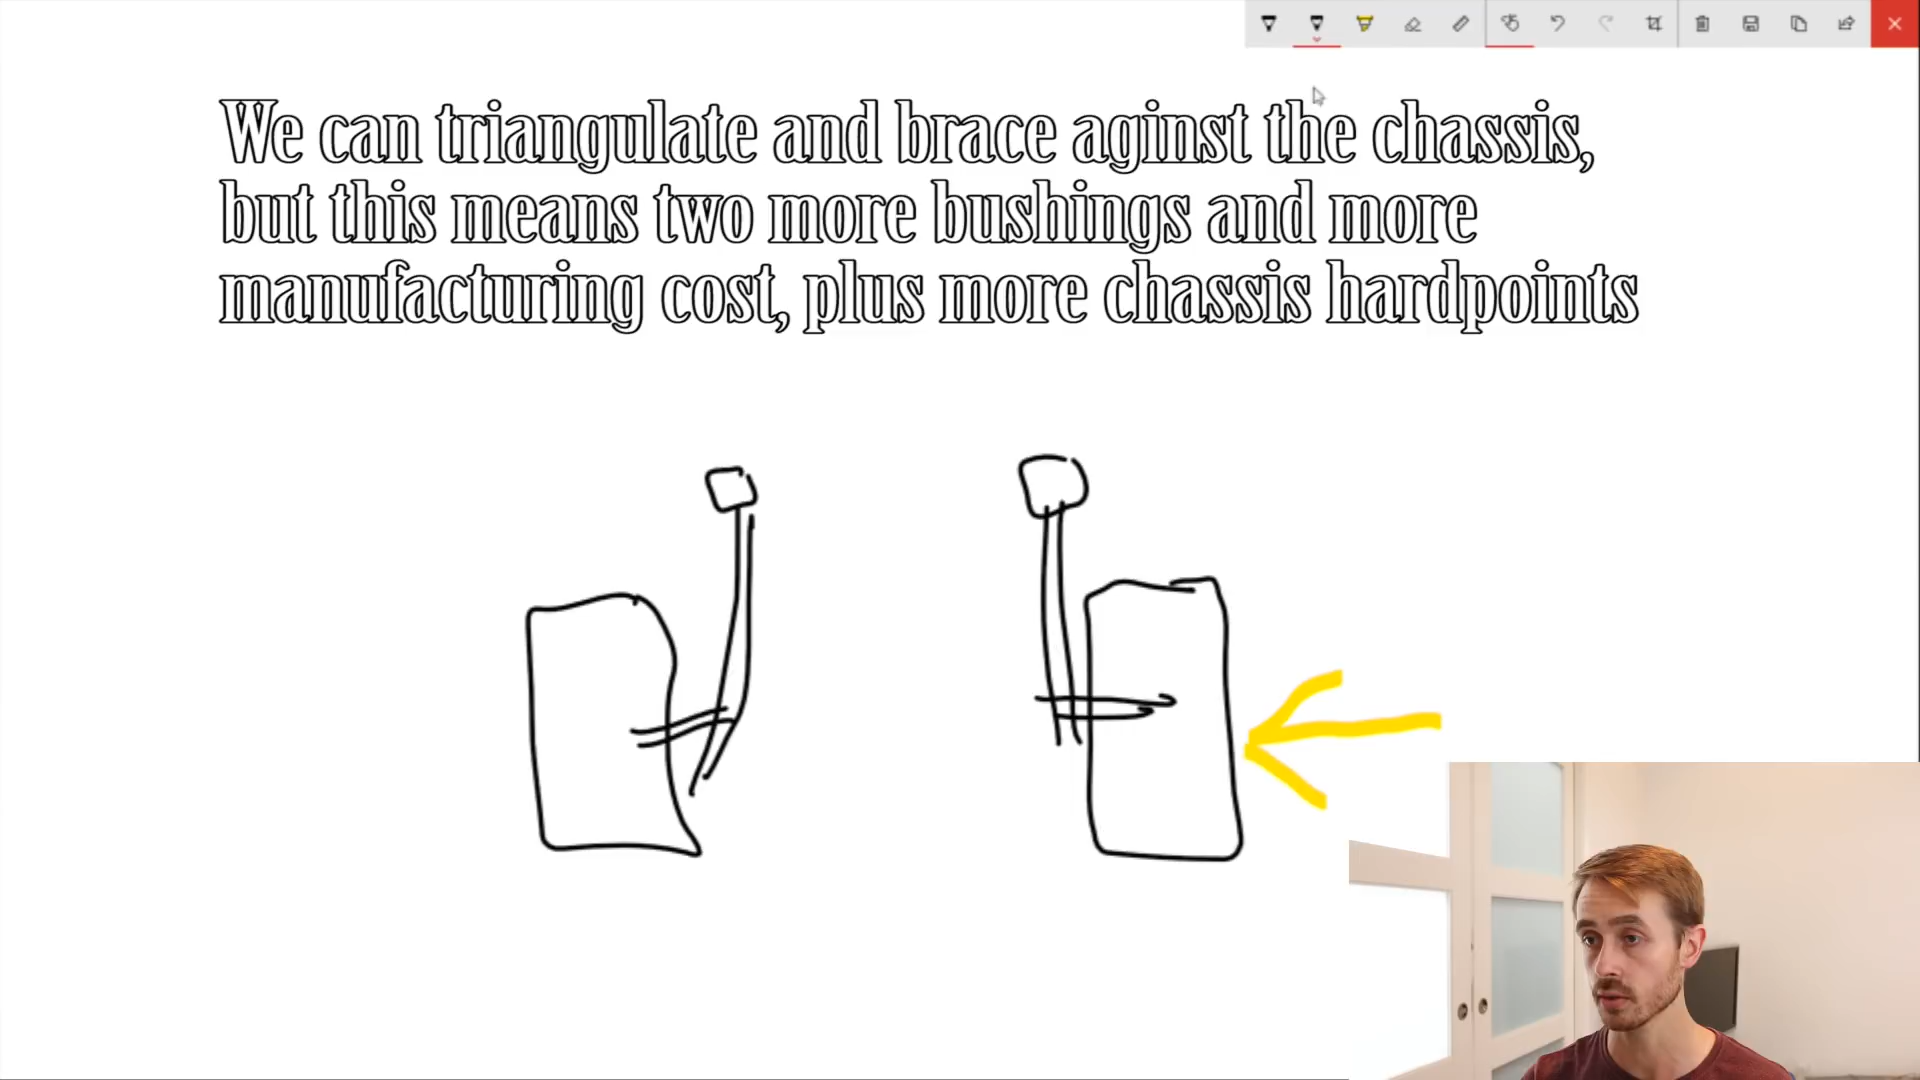 We can triangulate and brace aginst the chassis,
but this means two more bushings and more
manufacturing cost, plus more chassis hardpoints